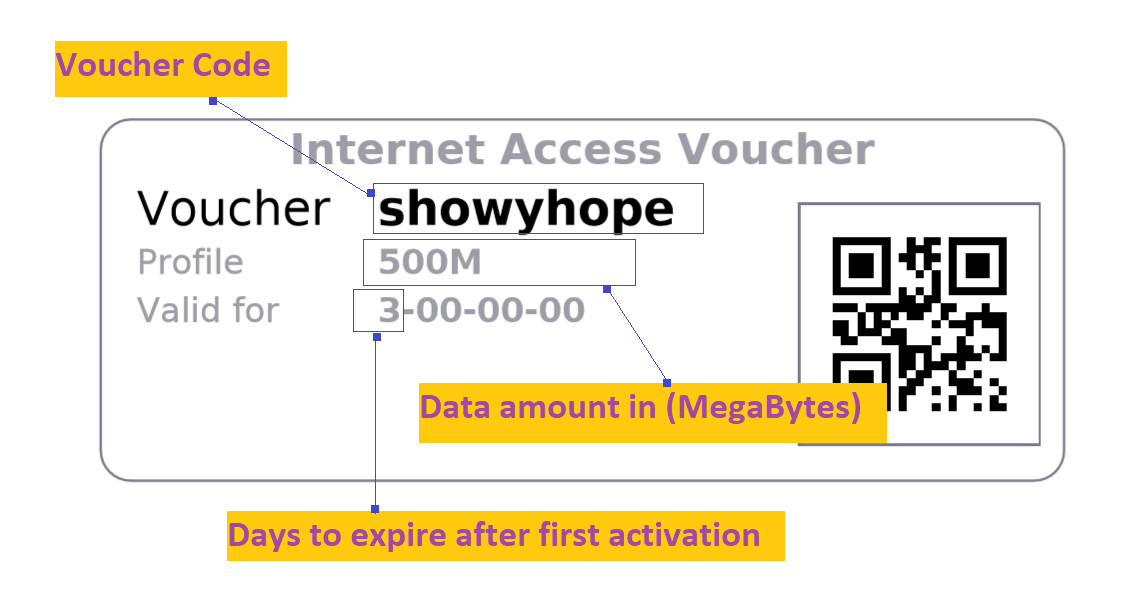 Voucher Code
Internet Access Voucher
Voucher showyhope
Profile 500M
Valid for 3-00-00-00
Data amount in (MegaBytes)
Days to expire after first activation